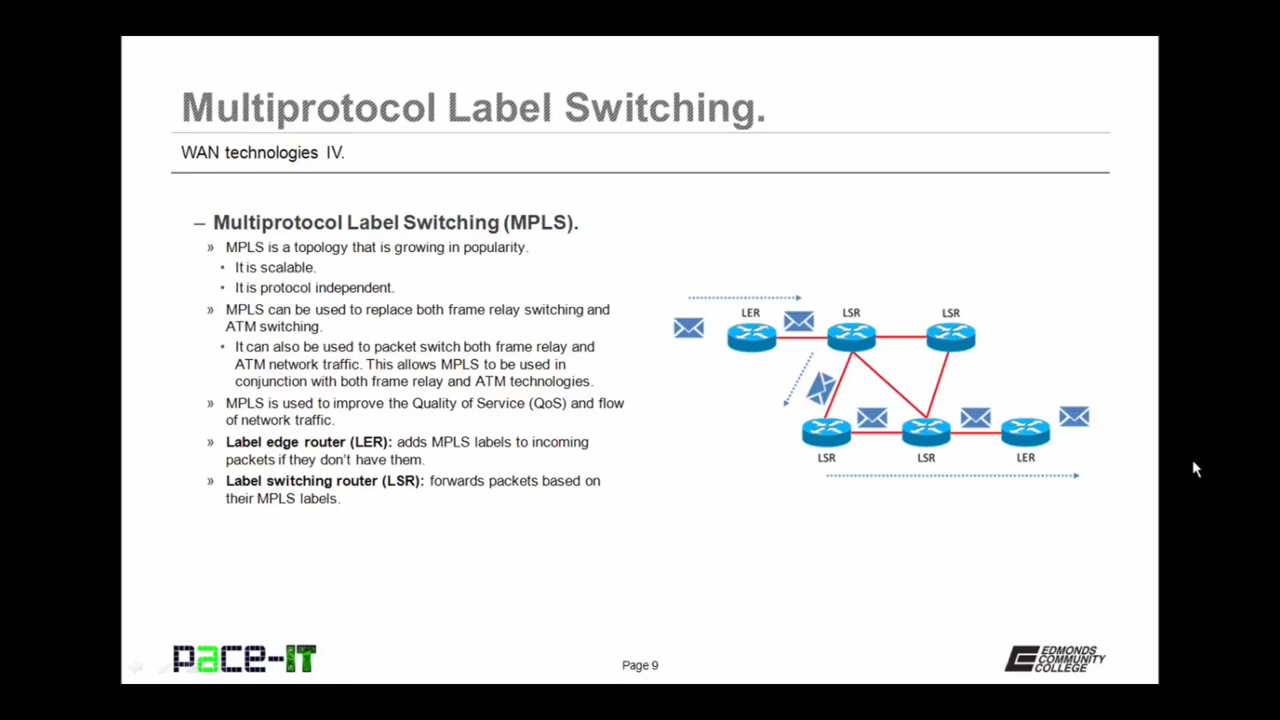 Multiprotocol Label Switching.
WAN technologies IV.
– Multiprotocol Label Switching (MPLS).
» MPLS is a topology that is growing in popularity.
• It is scalable.
• It is protocol independent.
» MPLS can be used to replace both frame relay switching and
ATM switching.
• It can also be used to packet switch both frame relay and
ATM network traffic. This allows MPLS to be used in
conjunction with both frame relay and ATM technologies.
» MPLS is used to improve the Quality of Service (QoS) and flow
of network traffic.
» Label edge router (LER): adds MPLS labels to incoming
packets if they don't have them.
» Label switching router (LSR): forwards packets based on
their MPLS labels.
LER LSR LSR
LSR LSR LER
pace-IT
Page 9
EDMONDS
COMMUNITY
COLLEGE